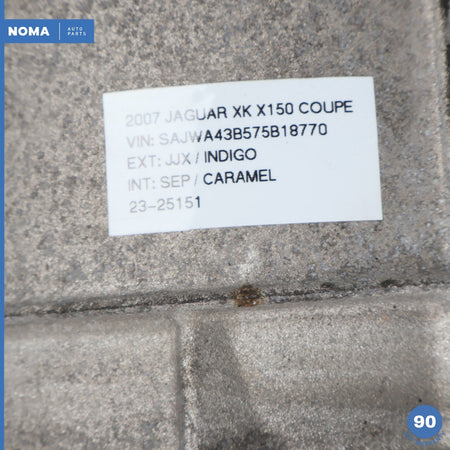 NOMA AUTO
PARTS
2007 JAGUAR XK X150 COUPE
VIN: SAJWA43B575B18770
EXT: JJX / INDIGO
INT: SEP / CARAMEL
23-25151
90